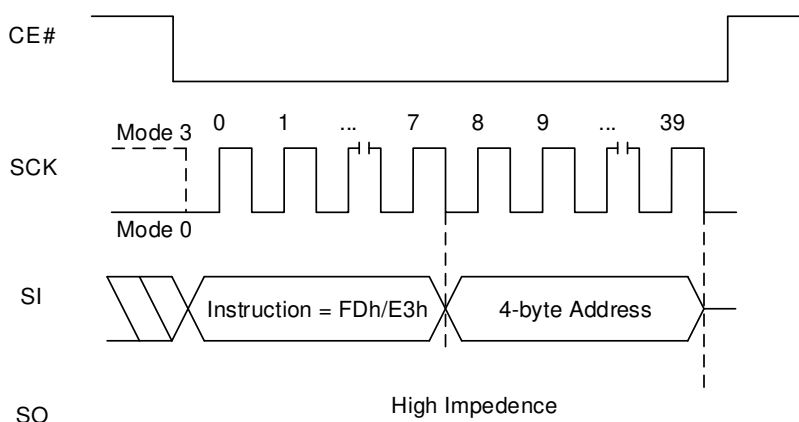 CE#
Mode 3 0 1 ... 7 8 9 ... 39
SCK
Mode 0
SI Instruction = FDh/E3h 4-byte Address
High Impedence
SO